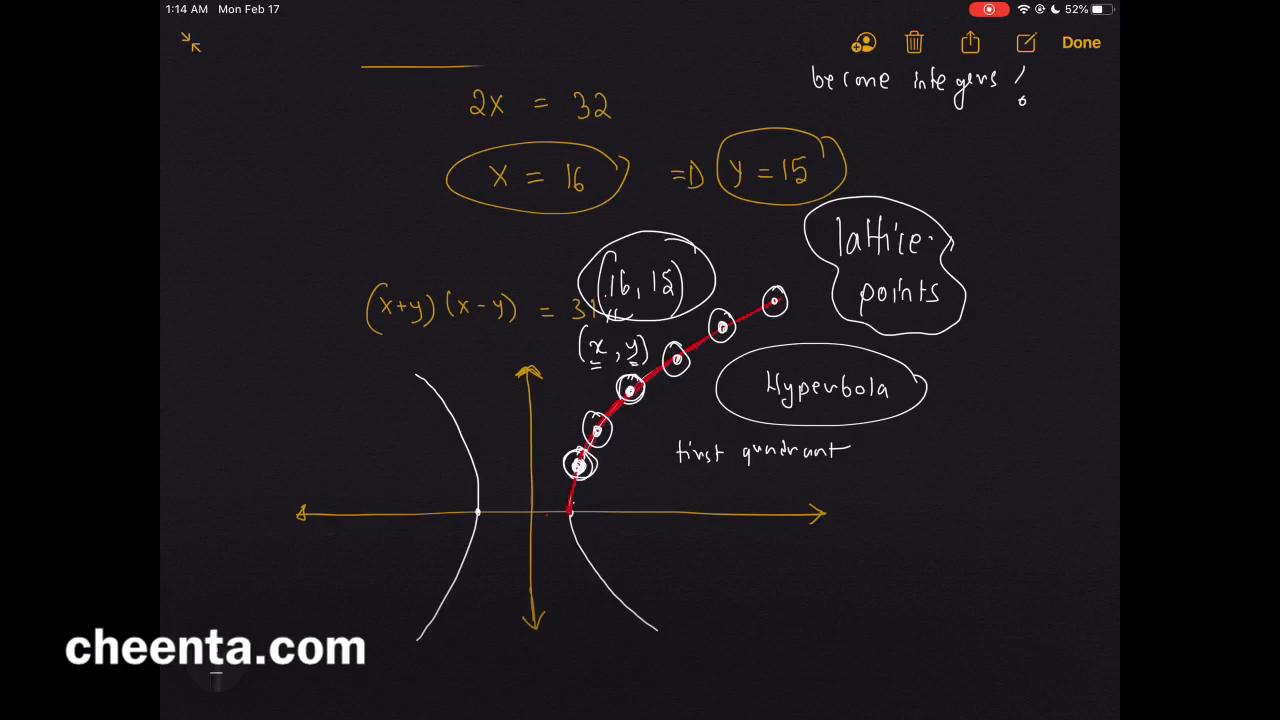 1:14 AM Mon Feb 17
52%
Done
become integers !
2x = 32
x = 16 => y = 15
lattice
points
(16, 15)
(x+y) (x-y) = 31
(x, y)
Hyperbola
first quadrant
cheenta.com